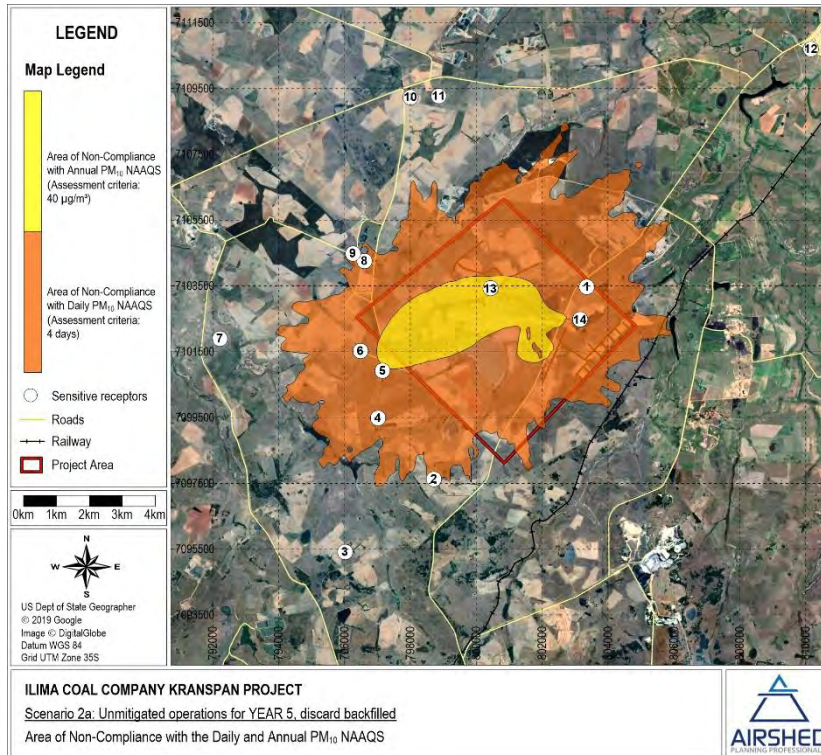 LEGEND
Map Legend
Area of Non-Compliance
with Annual PM₁₀ NAAQS
(Assessment criteria:
40 µg/m³)
Area of Non-Compliance
with Daily PM₁₀ NAAQS
(Assessment criteria:
4 days)
Sensitive receptors
Roads
Railway
Project Area
0km 1km 2km 3km 4km
N
W E
S
US Dept of State Geographer
© 2019 Google
Image © DigitalGlobe
Datum WGS 84
Grid UTM Zone 35S
7111500
7109500
7107500
7105500
7103500
7101500
7099500
7097500
7095500
7093500
12
10 11
9
8
13 1
14
7
6
5
4
2
3
792000 794000 796000 798000 802000 804000 806000 808000
ILIMA COAL COMPANY KRANSPAN PROJECT
Scenario 2a: Unmitigated operations for YEAR 5, discard backfilled
Area of Non-Compliance with the Daily and Annual PM₁₀ NAAQS
AIRSHED
PLANNING PROFESSIONALS